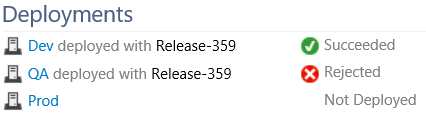 Deployments
Dev deployed with Release-359 Succeeded
QA deployed with Release-359 Rejected
Prod Not Deployed